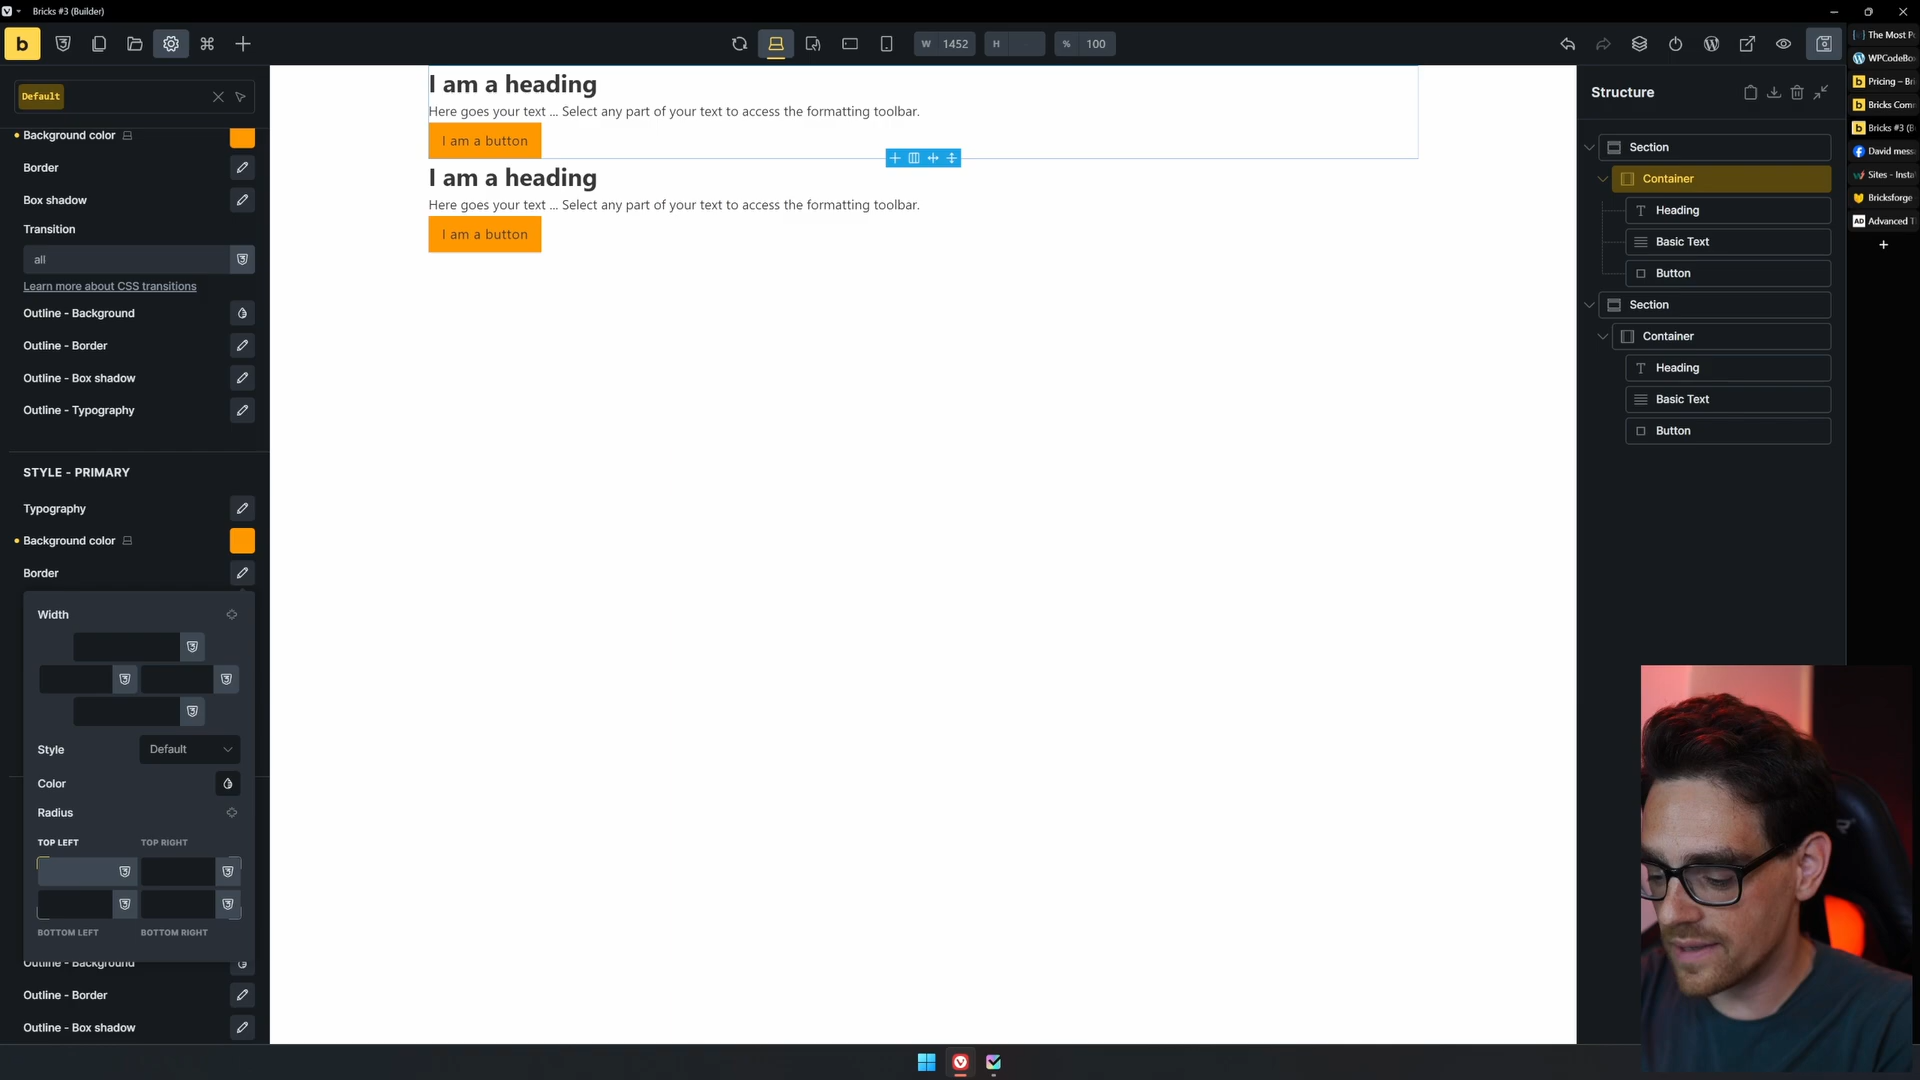 Bricks #3 (Builder)
b
W 1452
H
% 100
The Most P
WPCodeBo
Pricing – Bri
Bricks Com
Bricks #3 (B
David mess
Sites - Insta
Bricksforge
AD Advanced T
Default
Background color
Border
Box shadow
Transition
all
Learn more about CSS transitions
Outline - Background
Outline - Border
Outline - Box shadow
Outline - Typography
STYLE - PRIMARY
Typography
Background color
Border
Width
Style Default
Color
Radius
TOP LEFT TOP RIGHT
BOTTOM LEFT BOTTOM RIGHT
Outline - Background
Outline - Border
Outline - Box shadow
I am a heading
Here goes your text ... Select any part of your text to access the formatting toolbar.
I am a button
I am a heading
Here goes your text ... Select any part of your text to access the formatting toolbar.
I am a button
Structure
Section
Container
Heading
Basic Text
Button
Section
Container
Heading
Basic Text
Button